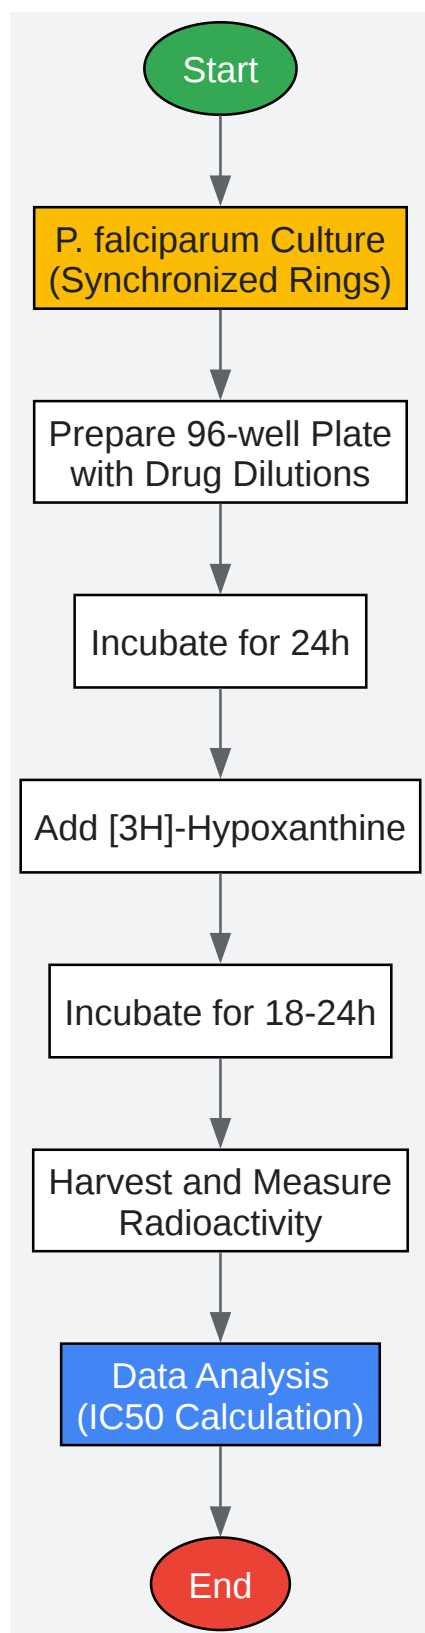 Start
P. falciparum Culture
(Synchronized Rings)
Prepare 96-well Plate
with Drug Dilutions
Incubate for 24h
Add [3H]-Hypoxanthine
Incubate for 18-24h
Harvest and Measure
Radioactivity
Data Analysis
(IC50 Calculation)
End